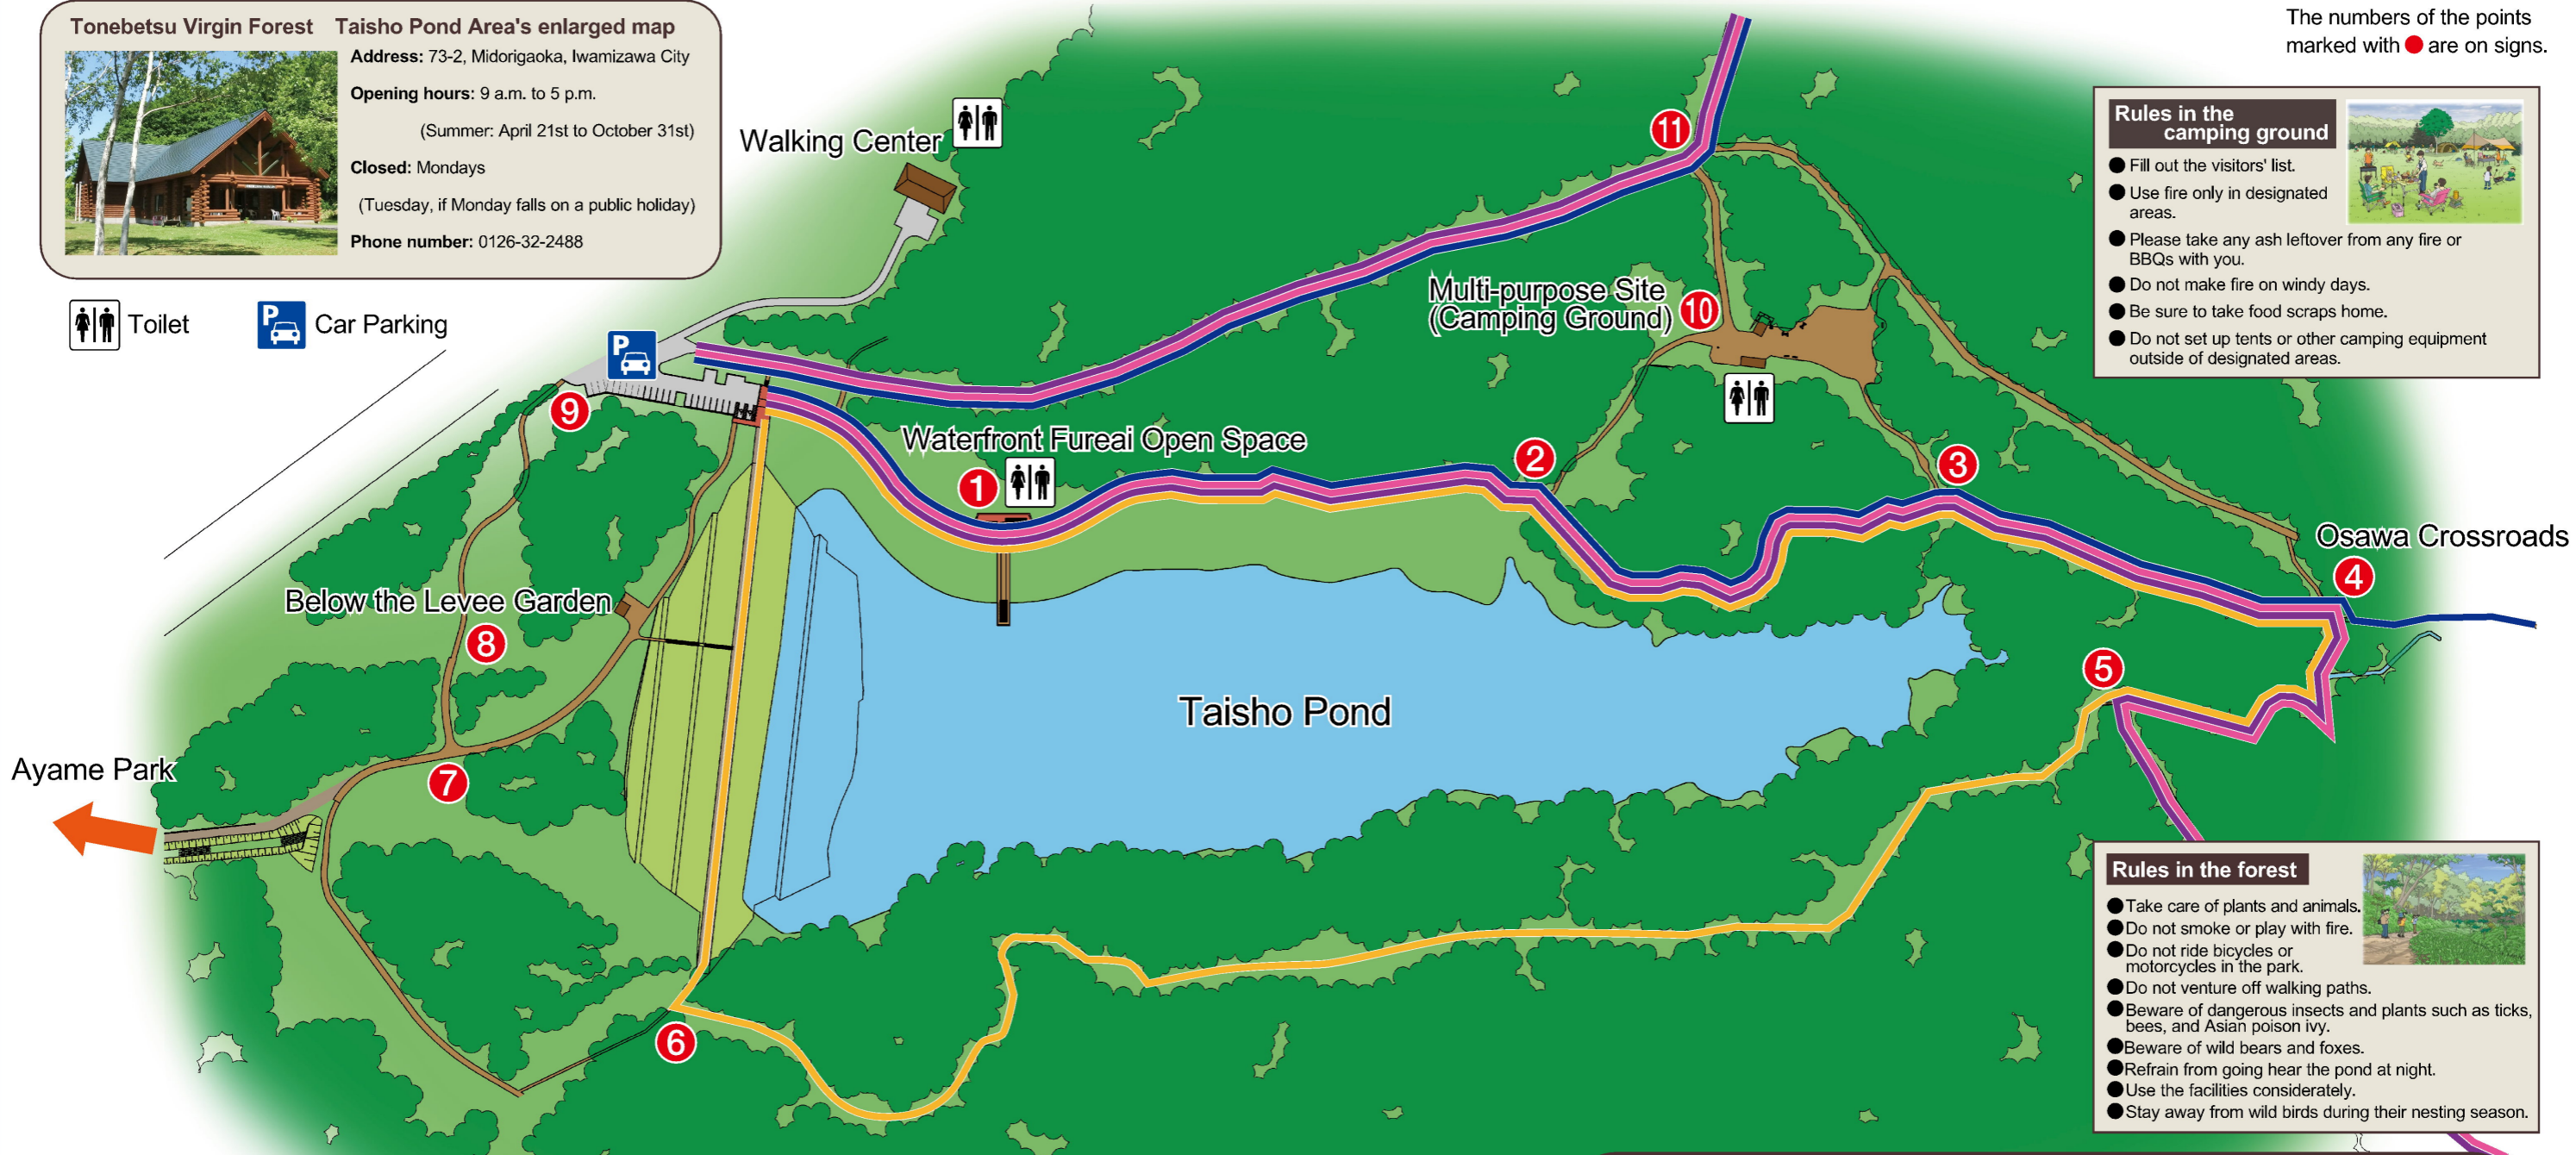 Tonebetsu Virgin Forest Taisho Pond Area's enlarged map
Address: 73-2, Midorigaoka, Iwamizawa City
Opening hours: 9 a.m. to 5 p.m.
(Summer: April 21st to October 31st)
Closed: Mondays
(Tuesday, if Monday falls on a public holiday)
Phone number: 0126-32-2488
Toilet
P
Car Parking
The numbers of the points
marked with ● are on signs.
Rules in the
camping ground
● Fill out the visitors' list.
● Use fire only in designated
areas.
● Please take any ash leftover from any fire or
BBQs with you.
● Do not make fire on windy days.
● Be sure to take food scraps home.
● Do not set up tents or other camping equipment
outside of designated areas.
Walking Center
P
11
Multi-purpose Site
(Camping Ground)
10
9
Waterfront Fureai Open Space
1
2
3
Osawa Crossroads
4
Below the Levee Garden
8
5
Taisho Pond
Ayame Park
7
6
Rules in the forest
●Take care of plants and animals.
●Do not smoke or play with fire.
●Do not ride bicycles or
motorcycles in the park.
●Do not venture off walking paths.
●Beware of dangerous insects and plants such as ticks,
bees, and Asian poison ivy.
●Beware of wild bears and foxes.
●Refrain from going hear the pond at night.
●Use the facilities considerately.
●Stay away from wild birds during their nesting season.